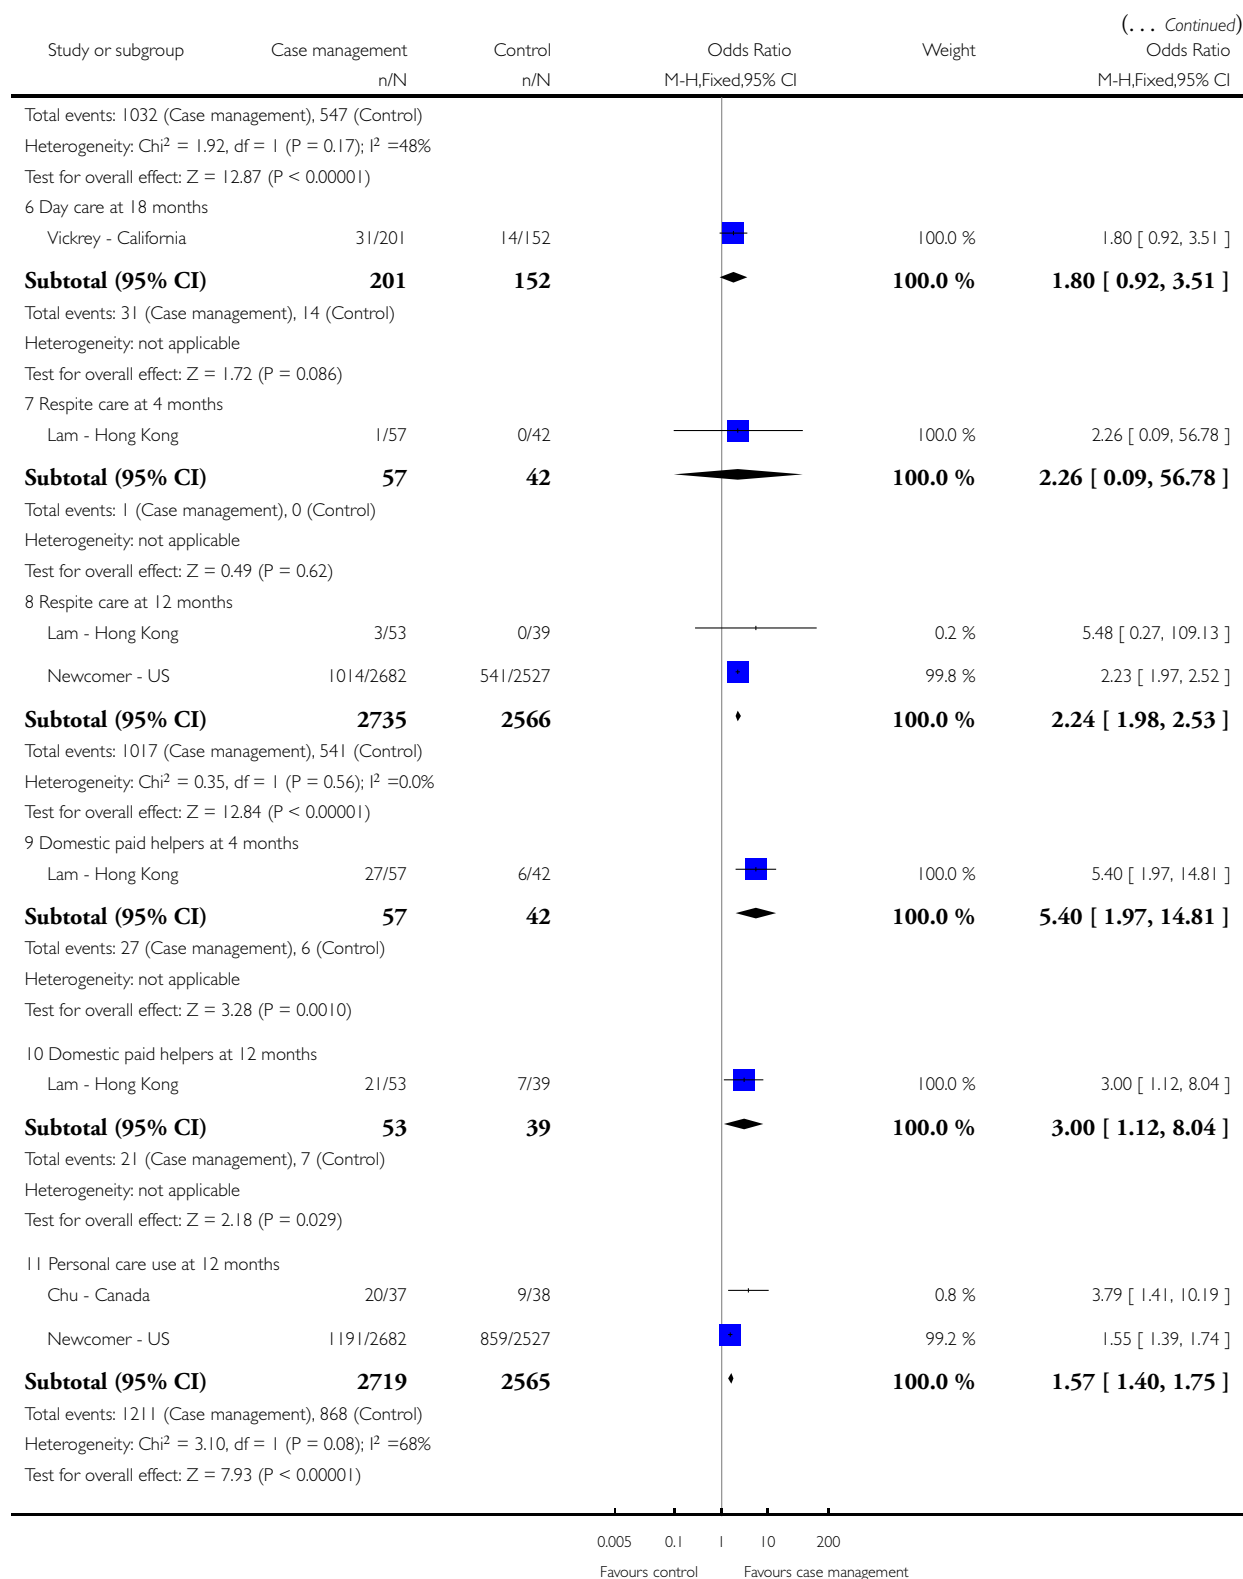 (... Continued)
Study or subgroup Case management Control Odds Ratio Weight Odds Ratio
n/N n/N M-H,Fixed,95% CI M-H,Fixed,95% CI
Total events: 1032 (Case management), 547 (Control)
Heterogeneity: Chi² = 1.92, df = 1 (P = 0.17); I² =48%
Test for overall effect: Z = 12.87 (P < 0.00001)
6 Day care at 18 months
Vickrey - California 31/201 14/152 100.0 % 1.80 [ 0.92, 3.51 ]
Subtotal (95% CI) 201 152 100.0 % 1.80 [ 0.92, 3.51 ]
Total events: 31 (Case management), 14 (Control)
Heterogeneity: not applicable
Test for overall effect: Z = 1.72 (P = 0.086)
7 Respite care at 4 months
Lam - Hong Kong 1/57 0/42 100.0 % 2.26 [ 0.09, 56.78 ]
Subtotal (95% CI) 57 42 100.0 % 2.26 [ 0.09, 56.78 ]
Total events: 1 (Case management), 0 (Control)
Heterogeneity: not applicable
Test for overall effect: Z = 0.49 (P = 0.62)
8 Respite care at 12 months
Lam - Hong Kong 3/53 0/39 0.2 % 5.48 [ 0.27, 109.13 ]
Newcomer - US 1014/2682 541/2527 99.8 % 2.23 [ 1.97, 2.52 ]
Subtotal (95% CI) 2735 2566 100.0 % 2.24 [ 1.98, 2.53 ]
Total events: 1017 (Case management), 541 (Control)
Heterogeneity: Chi² = 0.35, df = 1 (P = 0.56); I² =0.0%
Test for overall effect: Z = 12.84 (P < 0.00001)
9 Domestic paid helpers at 4 months
Lam - Hong Kong 27/57 6/42 100.0 % 5.40 [ 1.97, 14.81 ]
Subtotal (95% CI) 57 42 100.0 % 5.40 [ 1.97, 14.81 ]
Total events: 27 (Case management), 6 (Control)
Heterogeneity: not applicable
Test for overall effect: Z = 3.28 (P = 0.0010)
10 Domestic paid helpers at 12 months
Lam - Hong Kong 21/53 7/39 100.0 % 3.00 [ 1.12, 8.04 ]
Subtotal (95% CI) 53 39 100.0 % 3.00 [ 1.12, 8.04 ]
Total events: 21 (Case management), 7 (Control)
Heterogeneity: not applicable
Test for overall effect: Z = 2.18 (P = 0.029)
11 Personal care use at 12 months
Chu - Canada 20/37 9/38 0.8 % 3.79 [ 1.41, 10.19 ]
Newcomer - US 1191/2682 859/2527 99.2 % 1.55 [ 1.39, 1.74 ]
Subtotal (95% CI) 2719 2565 100.0 % 1.57 [ 1.40, 1.75 ]
Total events: 1211 (Case management), 868 (Control)
Heterogeneity: Chi² = 3.10, df = 1 (P = 0.08); I² =68%
Test for overall effect: Z = 7.93 (P < 0.00001)
0.005 0.1 1 10 200
Favours control Favours case management